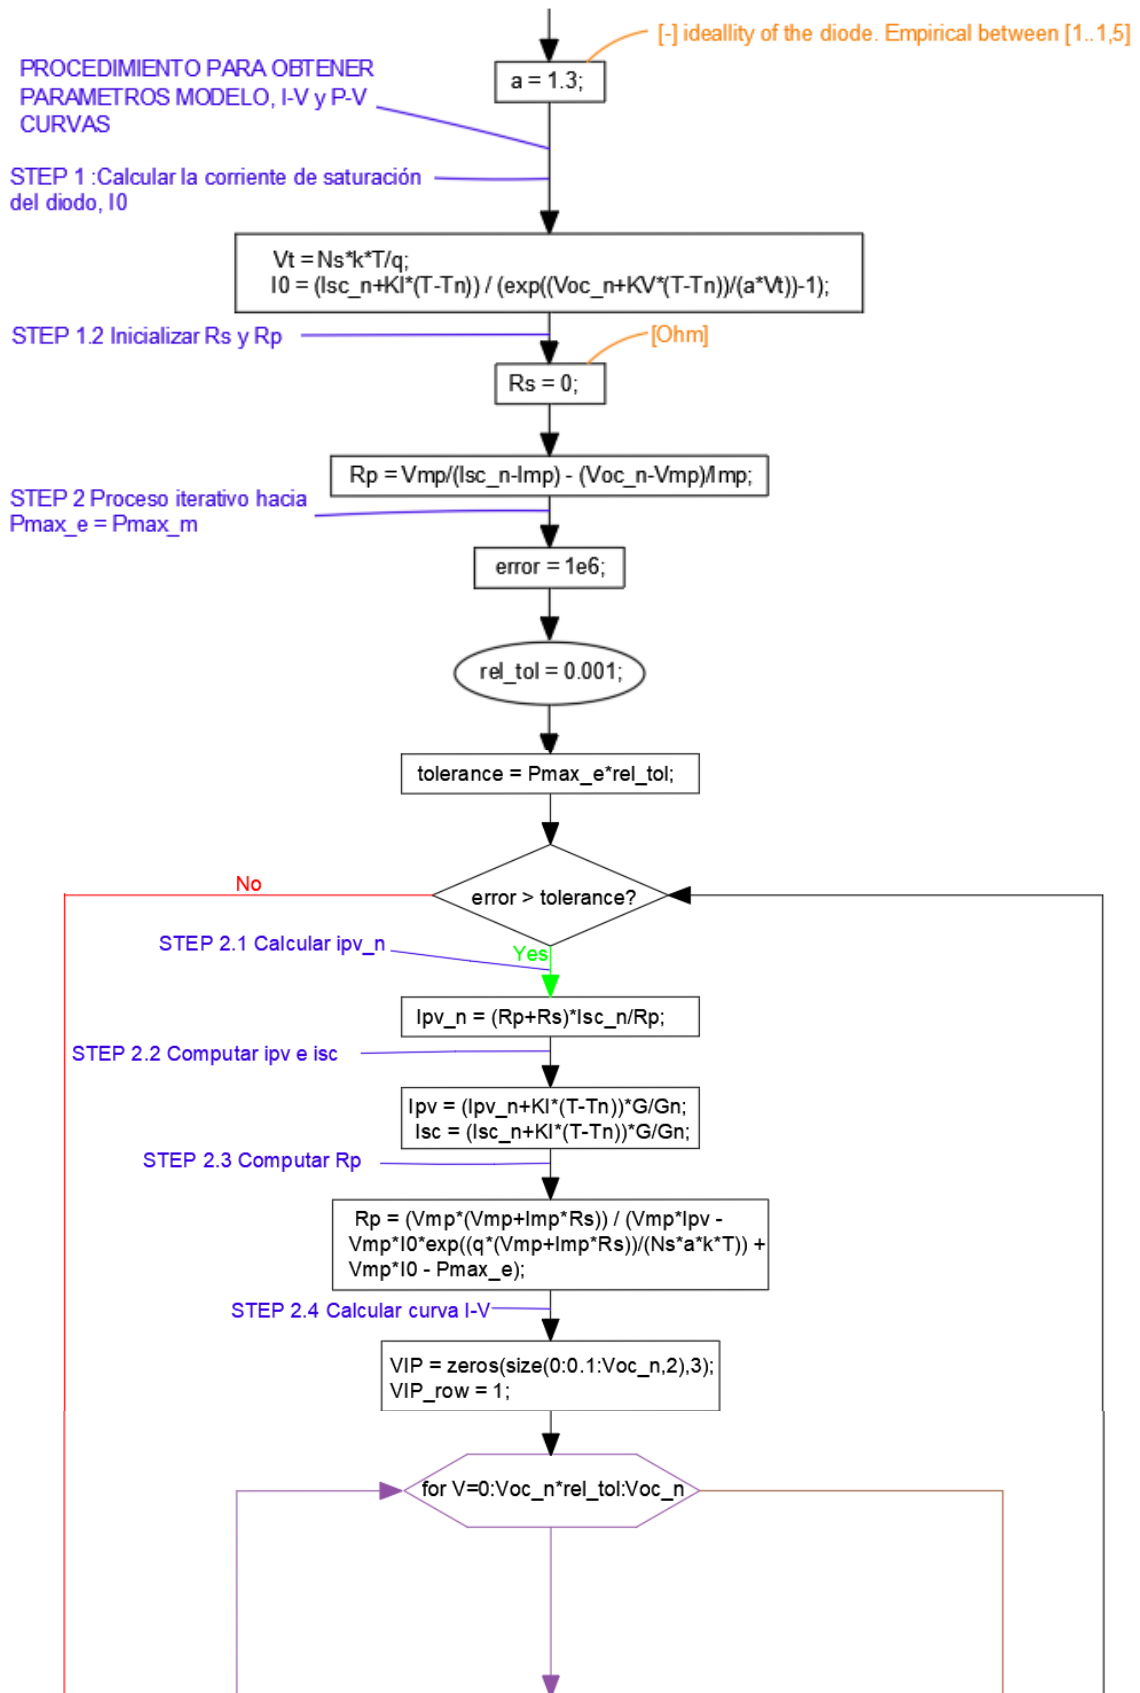 [-] ideallity of the diode. Empirical between [1..1,5]
a = 1.3;
PROCEDIMIENTO PARA OBTENER
PARAMETROS MODELO, I-V y P-V
CURVAS
STEP 1 :Calcular la corriente de saturación
del diodo, I0
Vt = Ns*k*T/q;
I0 = (Isc_n+KI*(T-Tn)) / (exp((Voc_n+KV*(T-Tn))/(a*Vt))-1);
STEP 1.2 Inicializar Rs y Rp
[Ohm]
Rs = 0;
Rp = Vmp/(Isc_n-Imp) - (Voc_n-Vmp)/Imp;
STEP 2 Proceso iterativo hacia
Pmax_e = Pmax_m
error = 1e6;
rel_tol = 0.001;
tolerance = Pmax_e*rel_tol;
No
error > tolerance?
STEP 2.1 Calcular ipv_n
Yes
Ipv_n = (Rp+Rs)*Isc_n/Rp;
STEP 2.2 Computar ipv e isc
Ipv = (Ipv_n+KI*(T-Tn))*G/Gn;
Isc = (Isc_n+KI*(T-Tn))*G/Gn;
STEP 2.3 Computar Rp
Rp = (Vmp*(Vmp+Imp*Rs)) / (Vmp*Ipv -
Vmp*I0*exp((q*(Vmp+Imp*Rs))/(Ns*a*k*T)) +
Vmp*I0 - Pmax_e);
STEP 2.4 Calcular curva I-V
VIP = zeros(size(0:0.1:Voc_n,2),3);
VIP_row = 1;
for V=0:Voc_n*rel_tol:Voc_n